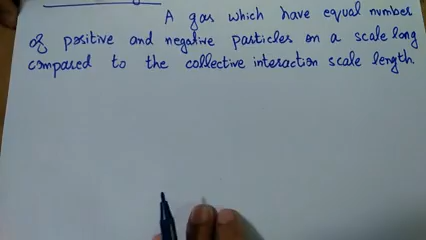 A gas which have equal number
of positive and negative particles on a scale long
compared to the collective interaction scale length.